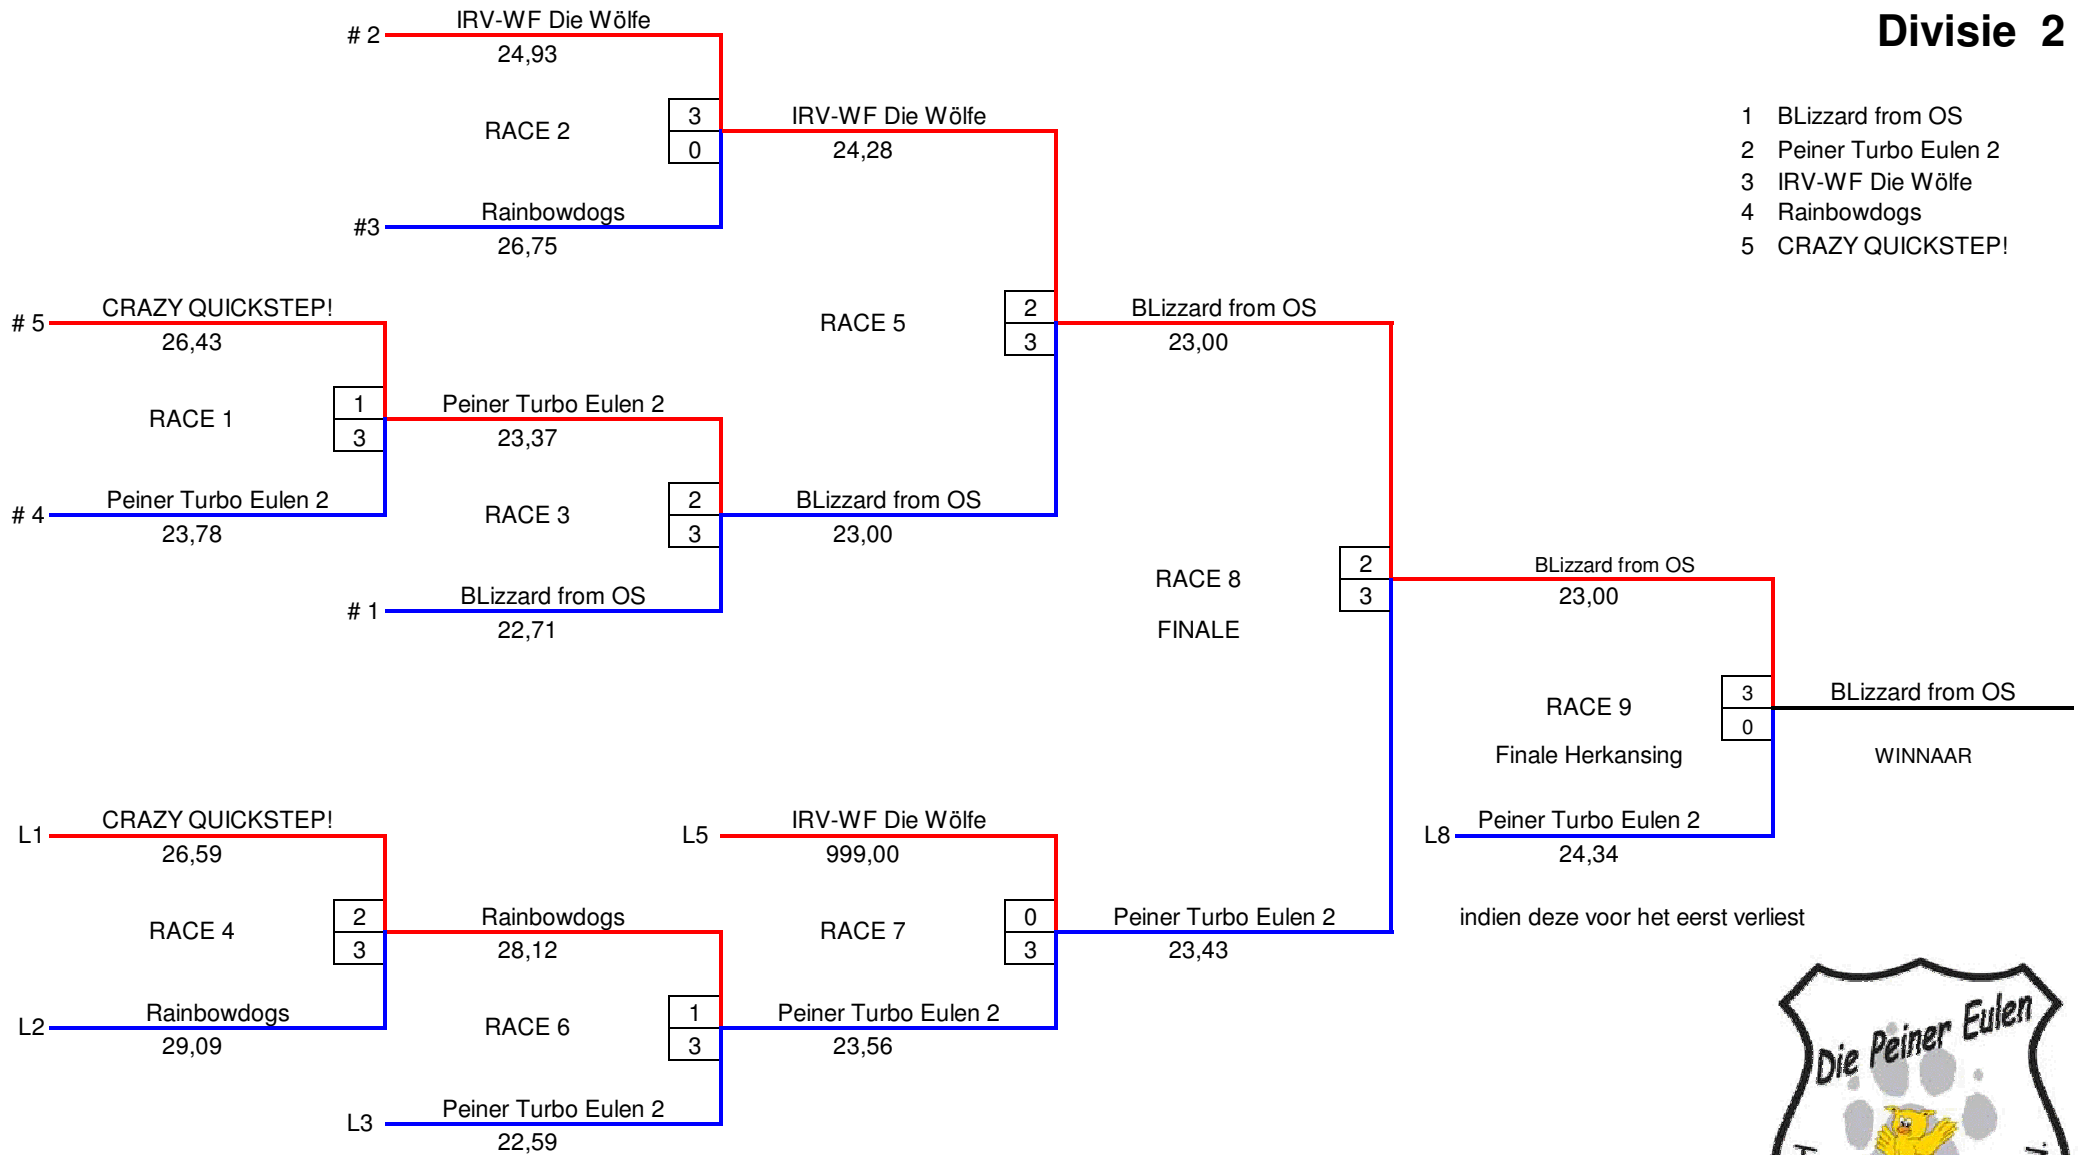 Divisie 2
1 BLizzard from OS
2 Peiner Turbo Eulen 2
3 IRV-WF Die Wölfe
4 Rainbowdogs
5 CRAZY QUICKSTEP!
# 2
IRV-WF Die Wölfe
24,93
RACE 2
3
0
#3
Rainbowdogs
26,75
IRV-WF Die Wölfe
24,28
# 5
CRAZY QUICKSTEP!
26,43
RACE 1
1
3
# 4
Peiner Turbo Eulen 2
23,78
Peiner Turbo Eulen 2
23,37
RACE 3
2
3
# 1
BLizzard from OS
22,71
RACE 5
2
3
BLizzard from OS
23,00
BLizzard from OS
23,00
RACE 8
2
3
FINALE
BLizzard from OS
23,00
RACE 9
3
0
Finale Herkansing
BLizzard from OS
WINNAAR
L8
Peiner Turbo Eulen 2
24,34
indien deze voor het eerst verliest
L1
CRAZY QUICKSTEP!
26,59
RACE 4
2
3
L2
Rainbowdogs
29,09
Rainbowdogs
28,12
RACE 6
1
3
L3
Peiner Turbo Eulen 2
22,59
L5
IRV-WF Die Wölfe
999,00
RACE 7
0
3
Peiner Turbo Eulen 2
23,56
Peiner Turbo Eulen 2
23,43
Die Peiner Eulen